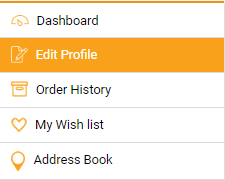 Dashboard
Edit Profile
Order History
My Wish list
Address Book